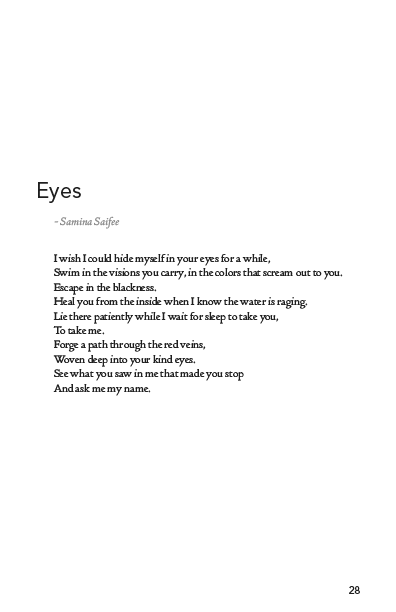 Eyes
- Samina Saifee
I wish I could hide myself in your eyes for a while,
Swim in the visions you carry, in the colors that scream out to you.
Escape in the blackness.
Heal you from the inside when I know the water is raging.
Lie there patiently while I wait for sleep to take you,
To take me.
Forge a path through the red veins,
Woven deep into your kind eyes.
See what you saw in me that made you stop
And ask me my name.
28